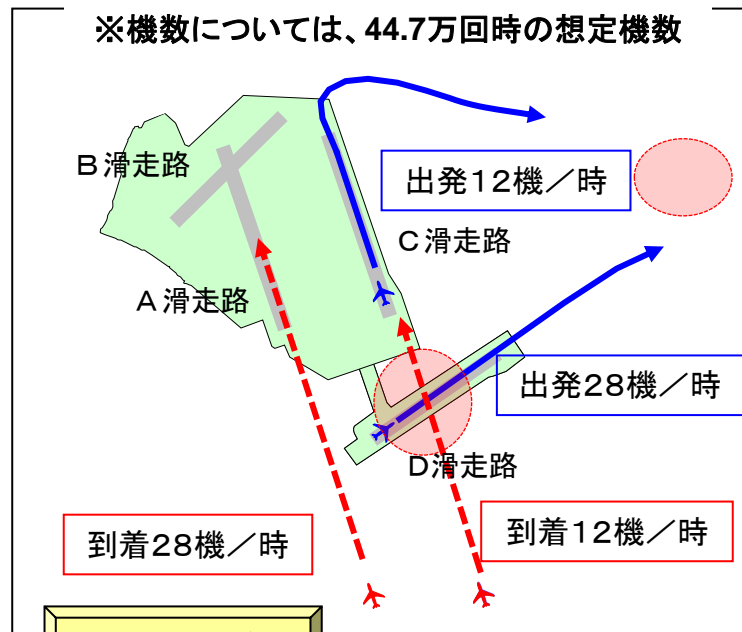 ※機数については、44.7万回時の想定機数
B滑走路
出発12機／時
C滑走路
A滑走路
出発28機／時
D滑走路
到着28機／時
到着12機／時